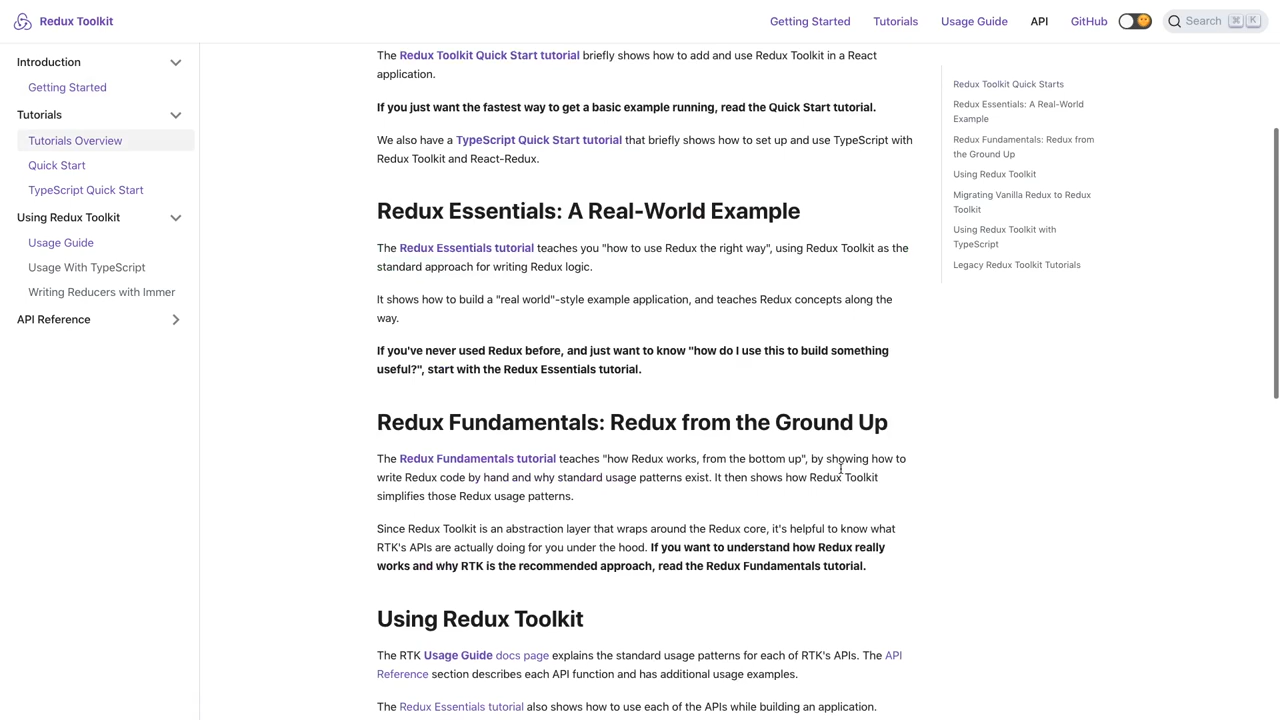 Redux Toolkit
Getting Started
Tutorials
Usage Guide
API
GitHub
Search ⌘ K
Introduction
Getting Started
Tutorials
Tutorials Overview
Quick Start
TypeScript Quick Start
Using Redux Toolkit
Usage Guide
Usage With TypeScript
Writing Reducers with Immer
API Reference
The Redux Toolkit Quick Start tutorial briefly shows how to add and use Redux Toolkit in a React
application.
If you just want the fastest way to get a basic example running, read the Quick Start tutorial.
We also have a TypeScript Quick Start tutorial that briefly shows how to set up and use TypeScript with
Redux Toolkit and React-Redux.
Redux Essentials: A Real-World Example
The Redux Essentials tutorial teaches you "how to use Redux the right way", using Redux Toolkit as the
standard approach for writing Redux logic.
It shows how to build a "real world"-style example application, and teaches Redux concepts along the
way.
If you've never used Redux before, and just want to know "how do I use this to build something
useful?", start with the Redux Essentials tutorial.
Redux Fundamentals: Redux from the Ground Up
The Redux Fundamentals tutorial teaches "how Redux works, from the bottom up", by showing how to
write Redux code by hand and why standard usage patterns exist. It then shows how Redux Toolkit
simplifies those Redux usage patterns.
Since Redux Toolkit is an abstraction layer that wraps around the Redux core, it's helpful to know what
RTK's APIs are actually doing for you under the hood. If you want to understand how Redux really
works and why RTK is the recommended approach, read the Redux Fundamentals tutorial.
Using Redux Toolkit
The RTK Usage Guide docs page explains the standard usage patterns for each of RTK's APIs. The API
Reference section describes each API function and has additional usage examples.
The Redux Essentials tutorial also shows how to use each of the APIs while building an application.
Redux Toolkit Quick Starts
Redux Essentials: A Real-World
Example
Redux Fundamentals: Redux from
the Ground Up
Using Redux Toolkit
Migrating Vanilla Redux to Redux
Toolkit
Using Redux Toolkit with
TypeScript
Legacy Redux Toolkit Tutorials